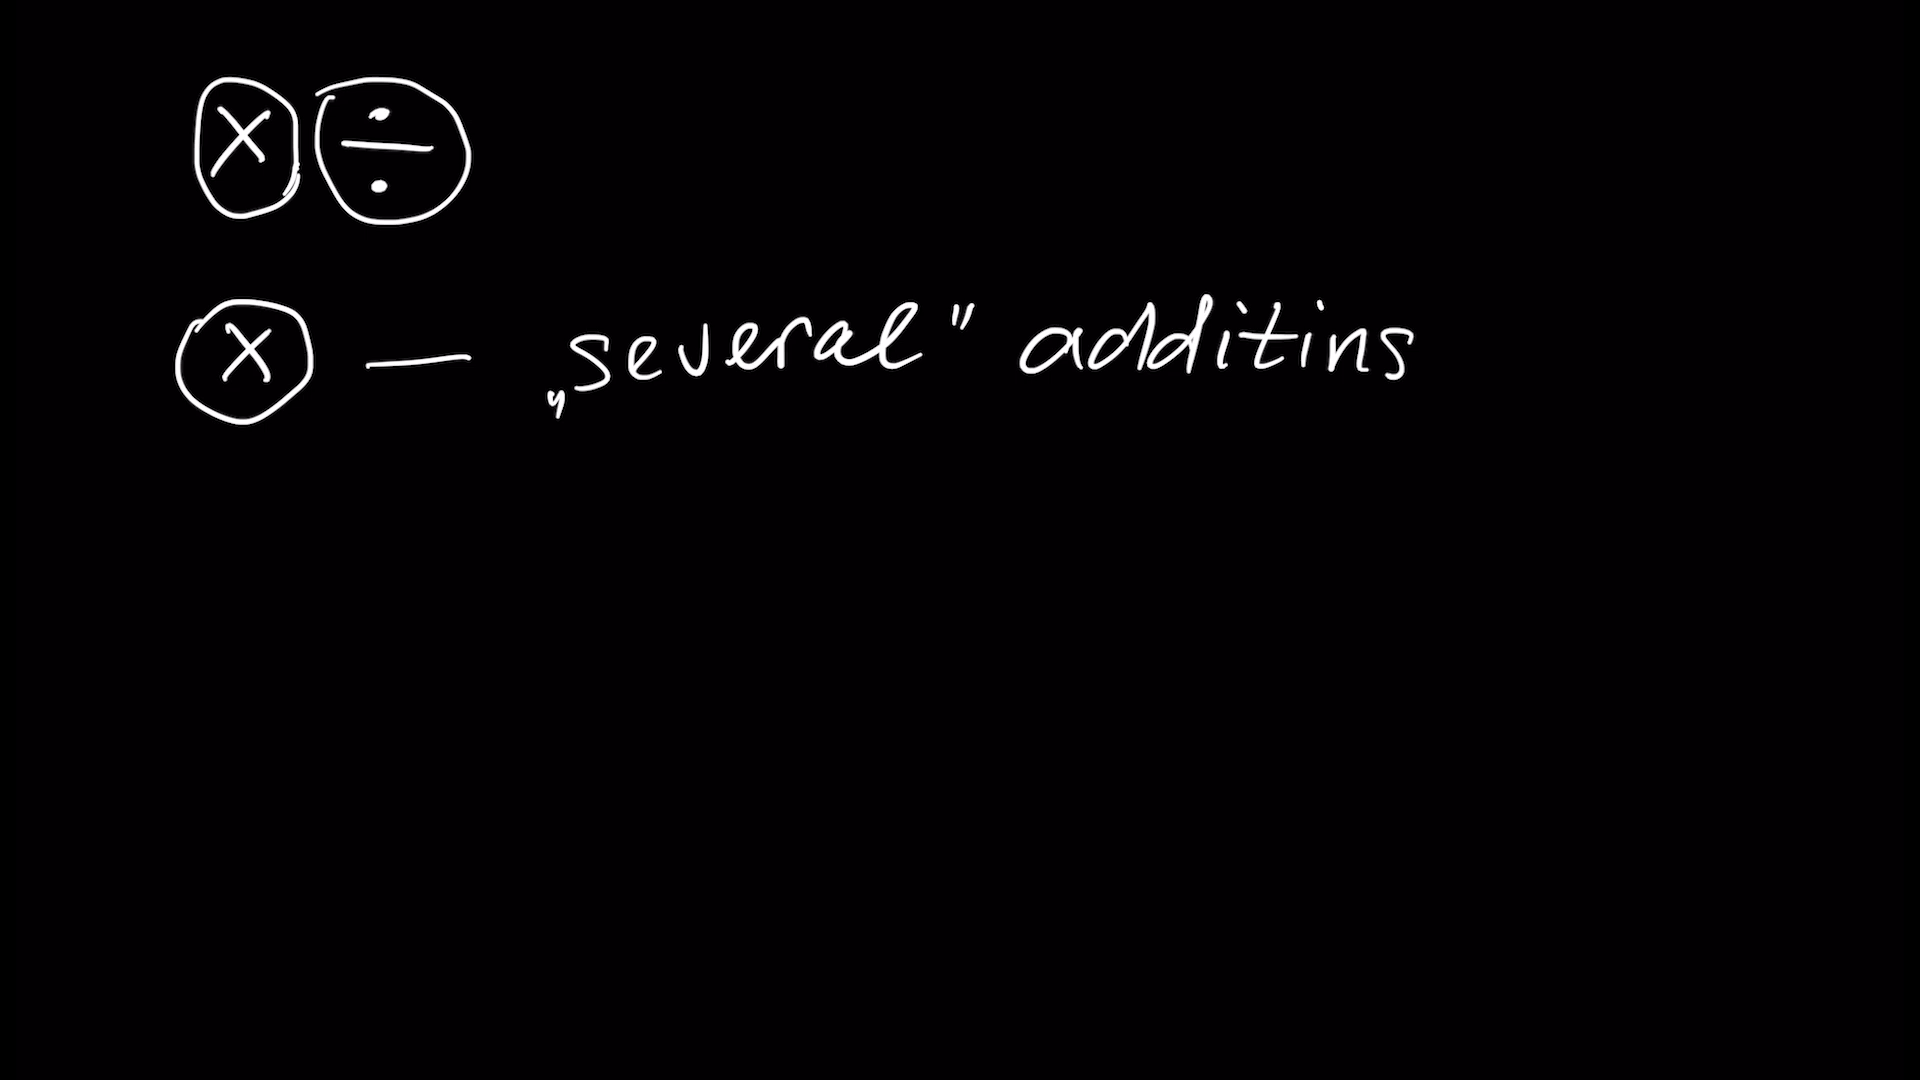 × ÷
× — „several" additins